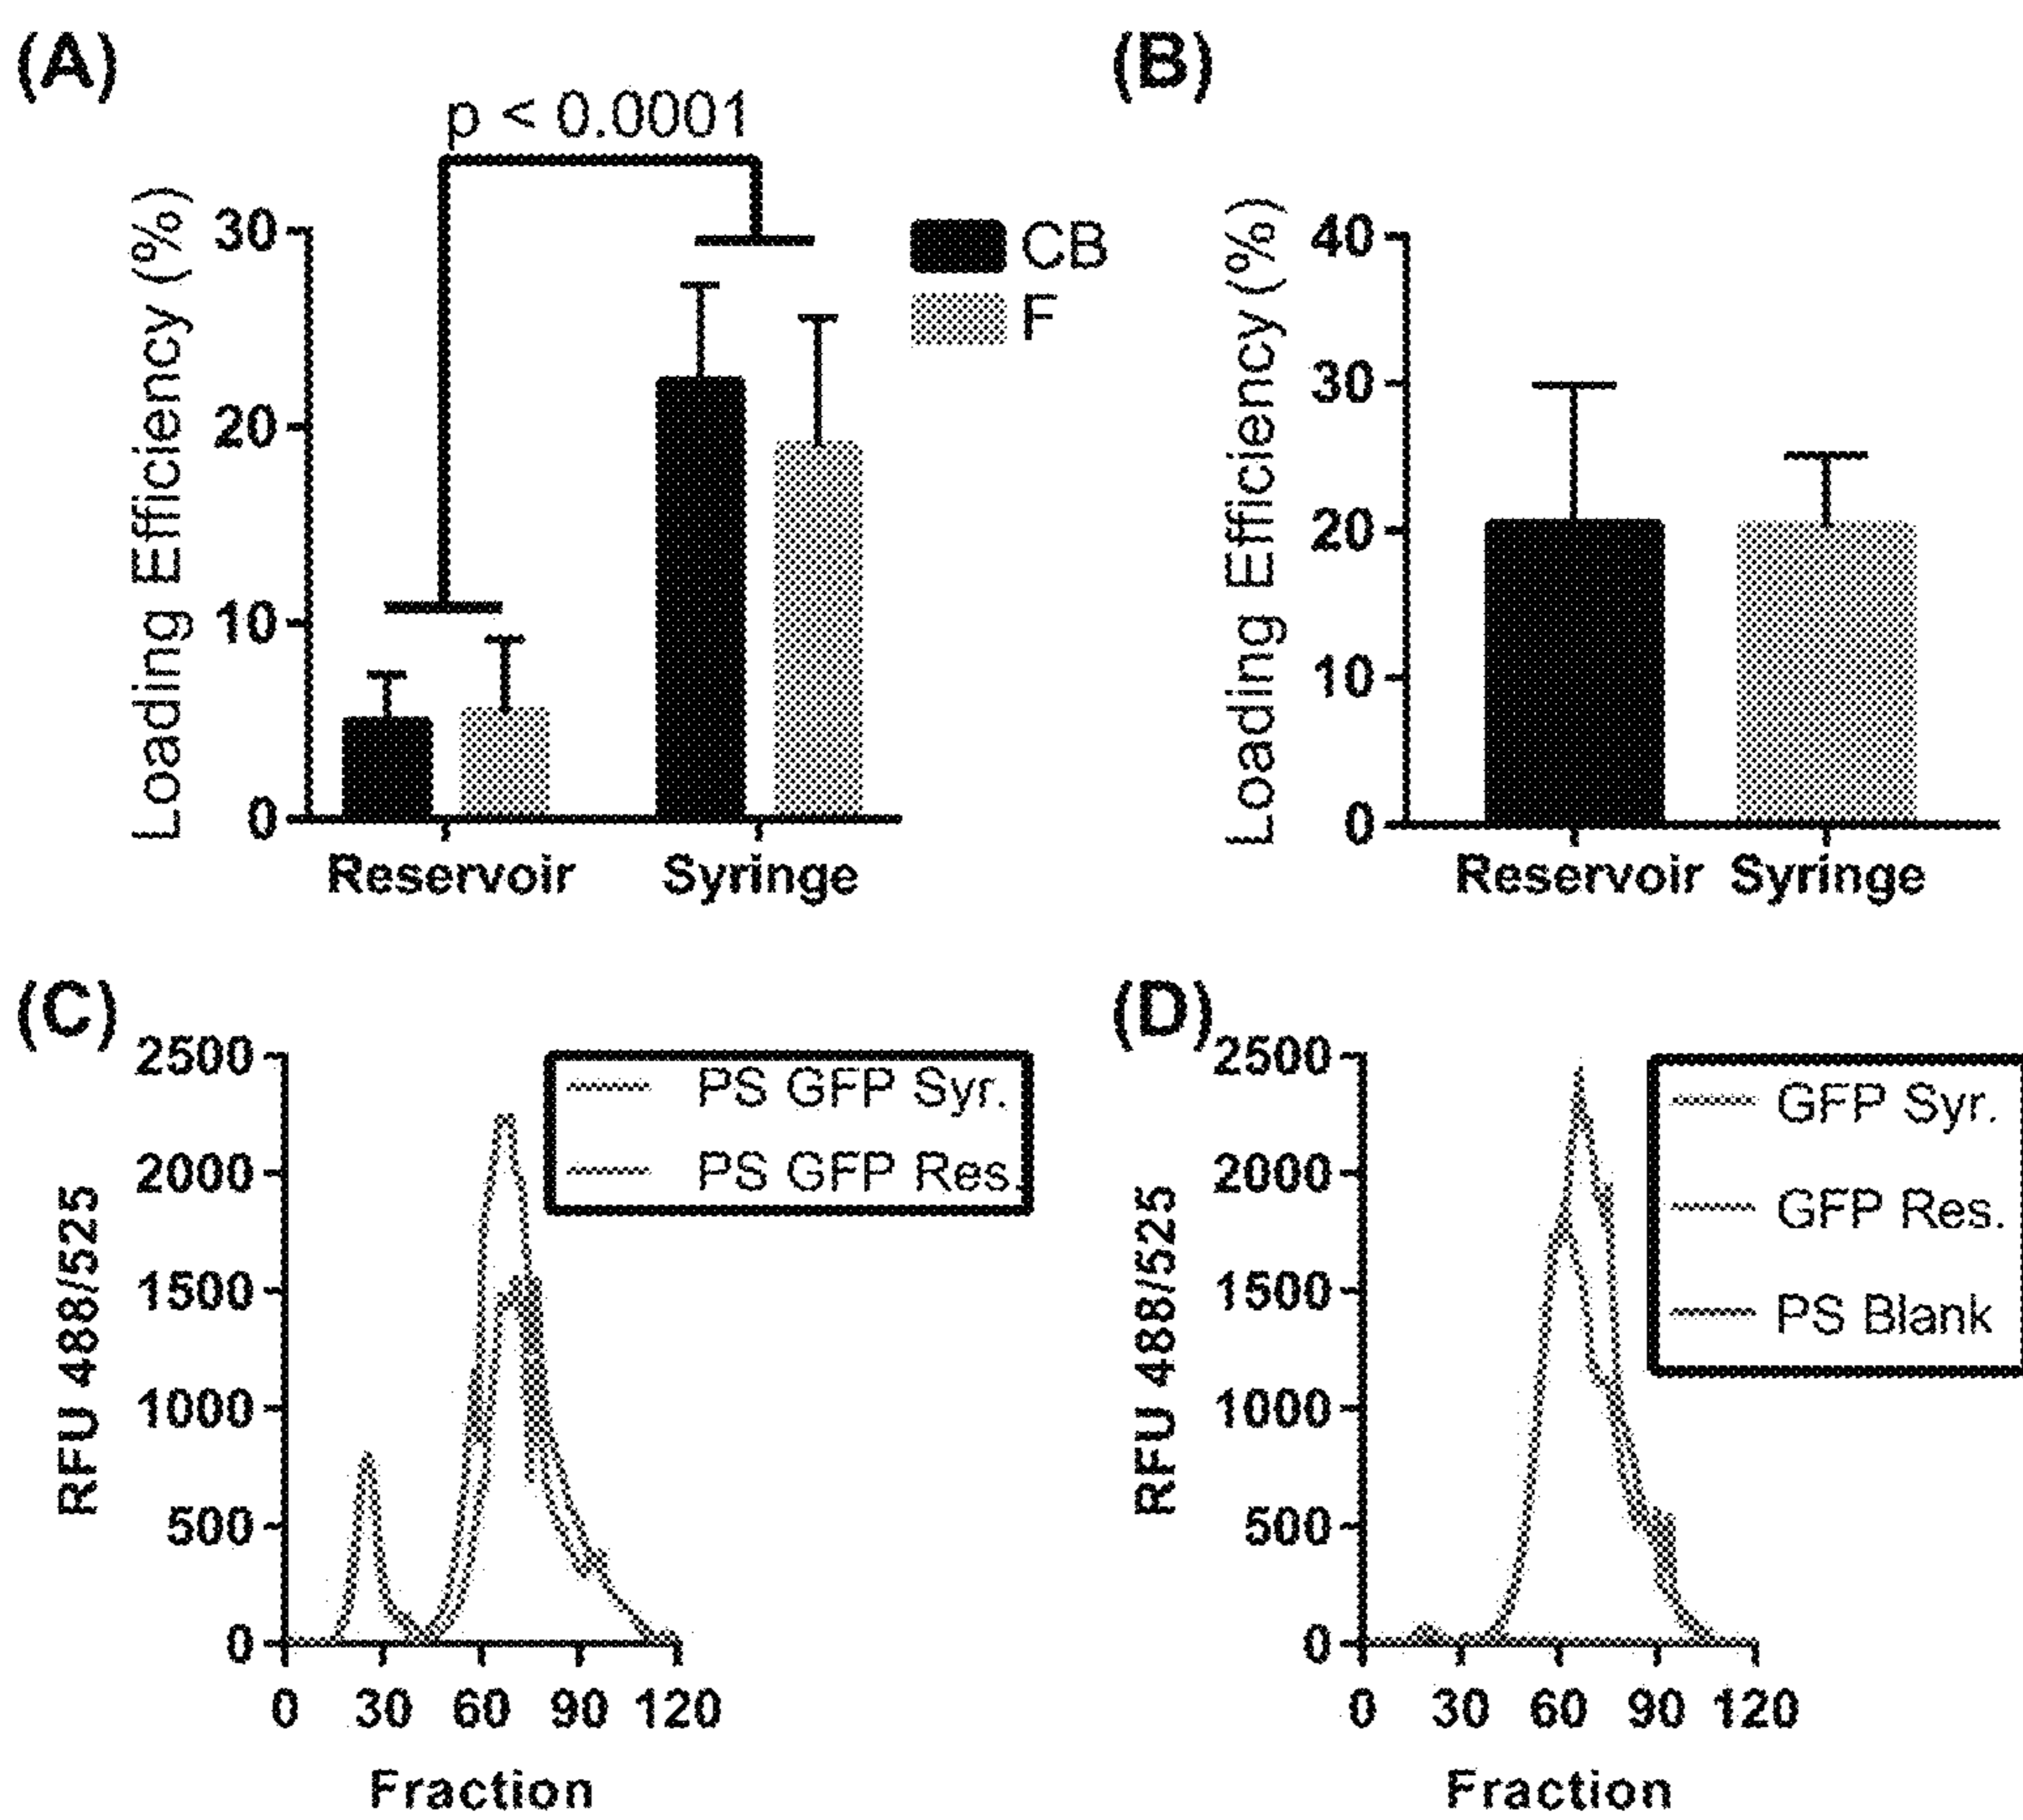 (A)
p < 0.0001
Loading Efficiency (%)
30
20
10
0
CB
F
Reservoir
Syringe
(B)
Loading Efficiency (%)
40
30
20
10
0
Reservoir
Syringe
(C)
RFU 488/525
2500
2000
1500
1000
500
0
PS GFP Syr.
PS GFP Res.
0 30 60 90 120
Fraction
(D)
RFU 488/525
2500
2000
1500
1000
500
0
GFP Syr.
GFP Res.
PS Blank
0 30 60 90 120
Fraction